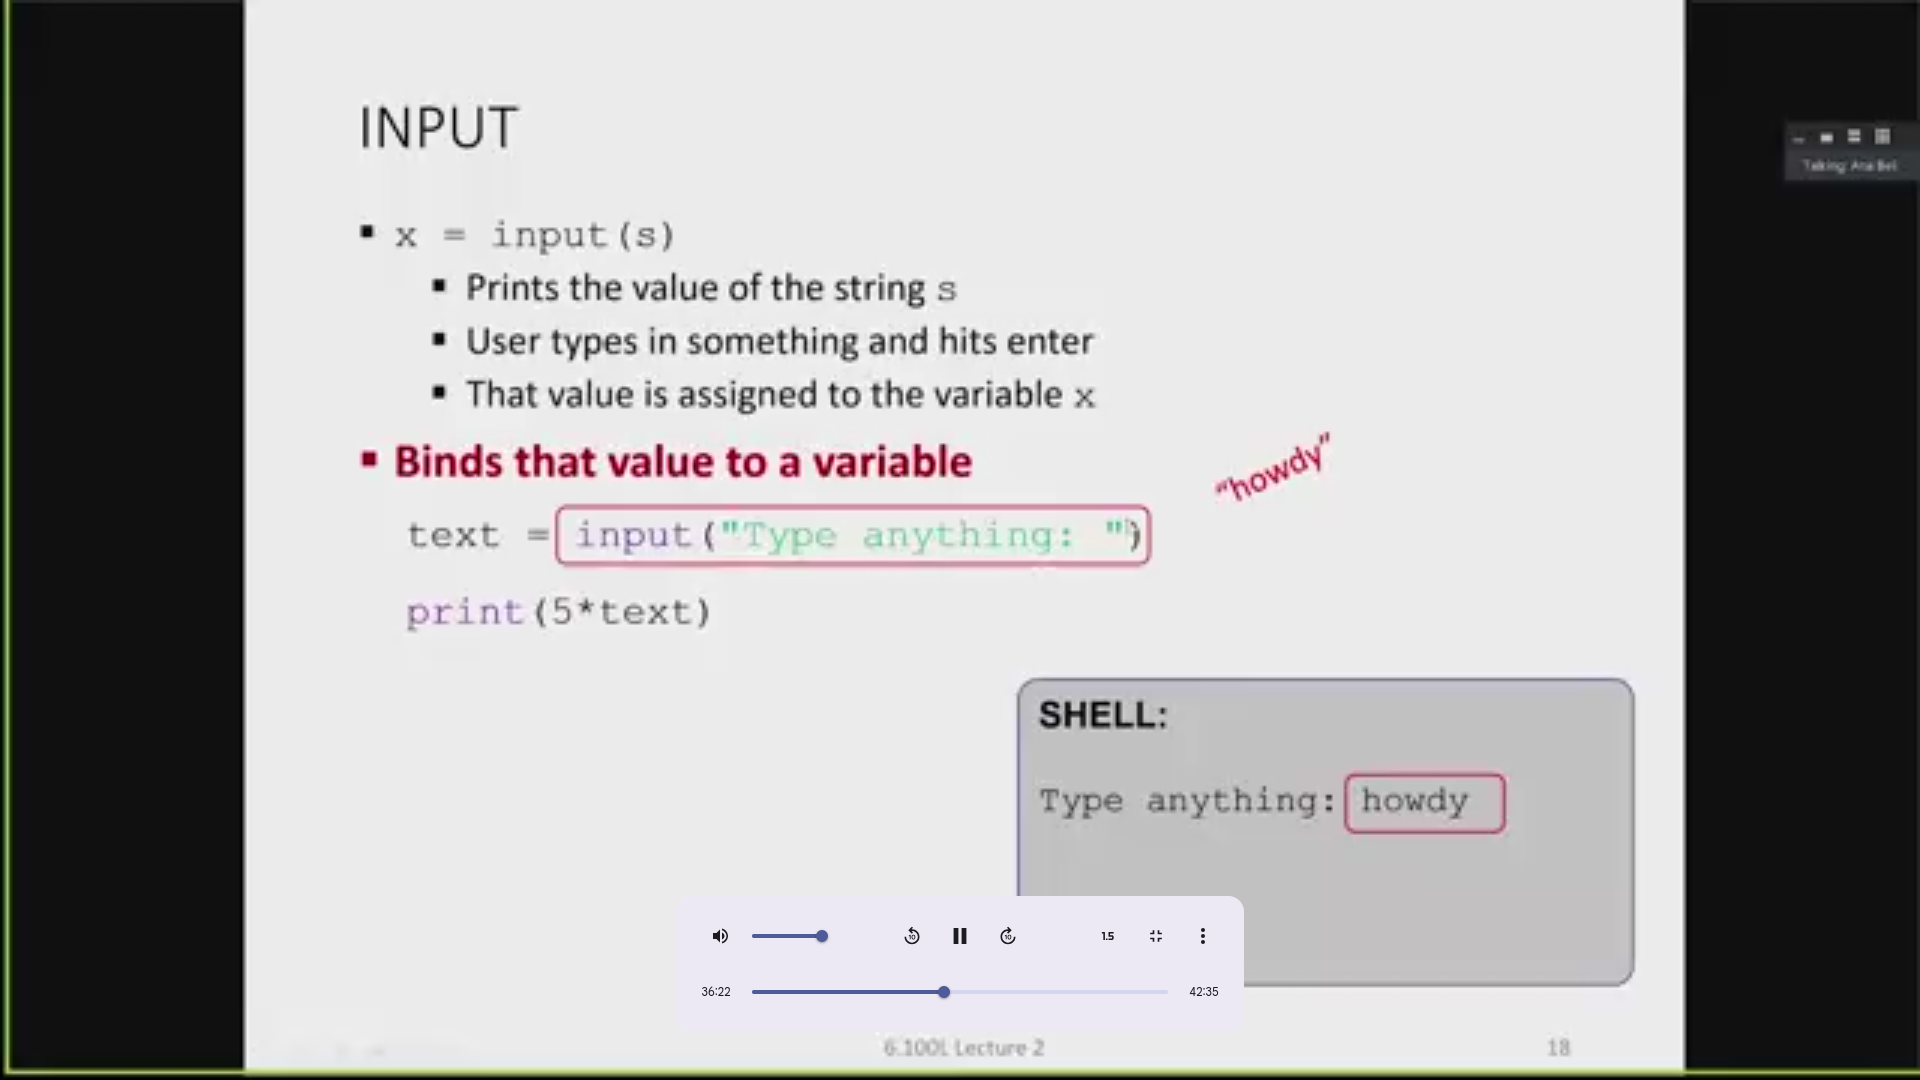 INPUT
x = input(s)
Prints the value of the string s
User types in something and hits enter
That value is assigned to the variable x
Binds that value to a variable
"howdy"
text = input("Type anything: ")
print(5*text)
SHELL:
Type anything: howdy
10
10
1.5
36:22
42:35
6.100L Lecture 2
18
Talking: Ana Bell